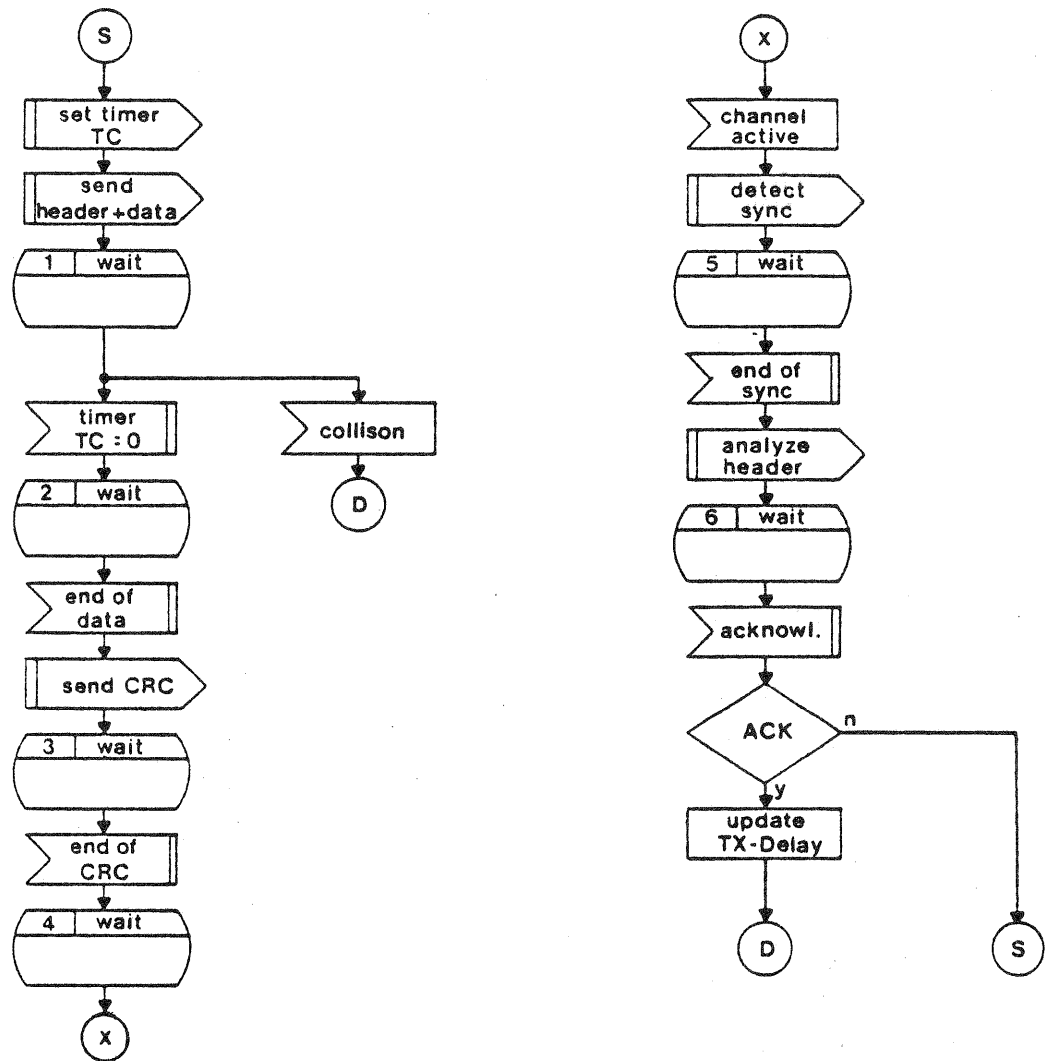 S
set timer
TC
send
header+data
1 wait
timer
TC : 0
collison
D
2 wait
end of
data
send CRC
3 wait
end of
CRC
4 wait
X
X
channel
active
detect
sync
5 wait
end of
sync
analyze
header
6 wait
acknowl.
ACK
n
y
update
TX-Delay
D
S